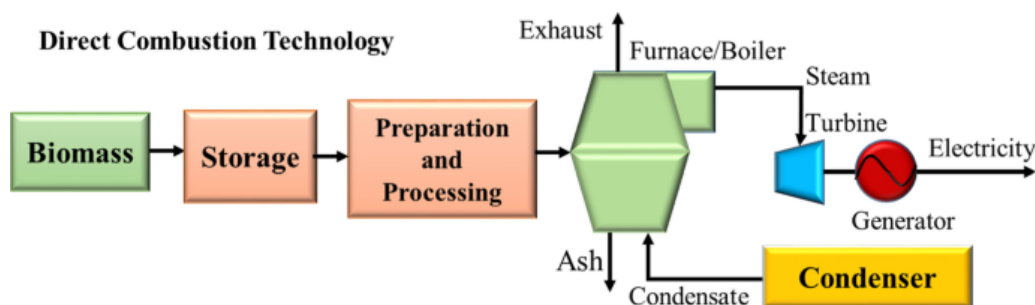 Direct Combustion Technology
Exhaust
Furnace/Boiler
Steam
Biomass
Storage
Preparation
and
Processing
Turbine
Electricity
Generator
Ash
Condensate
Condenser